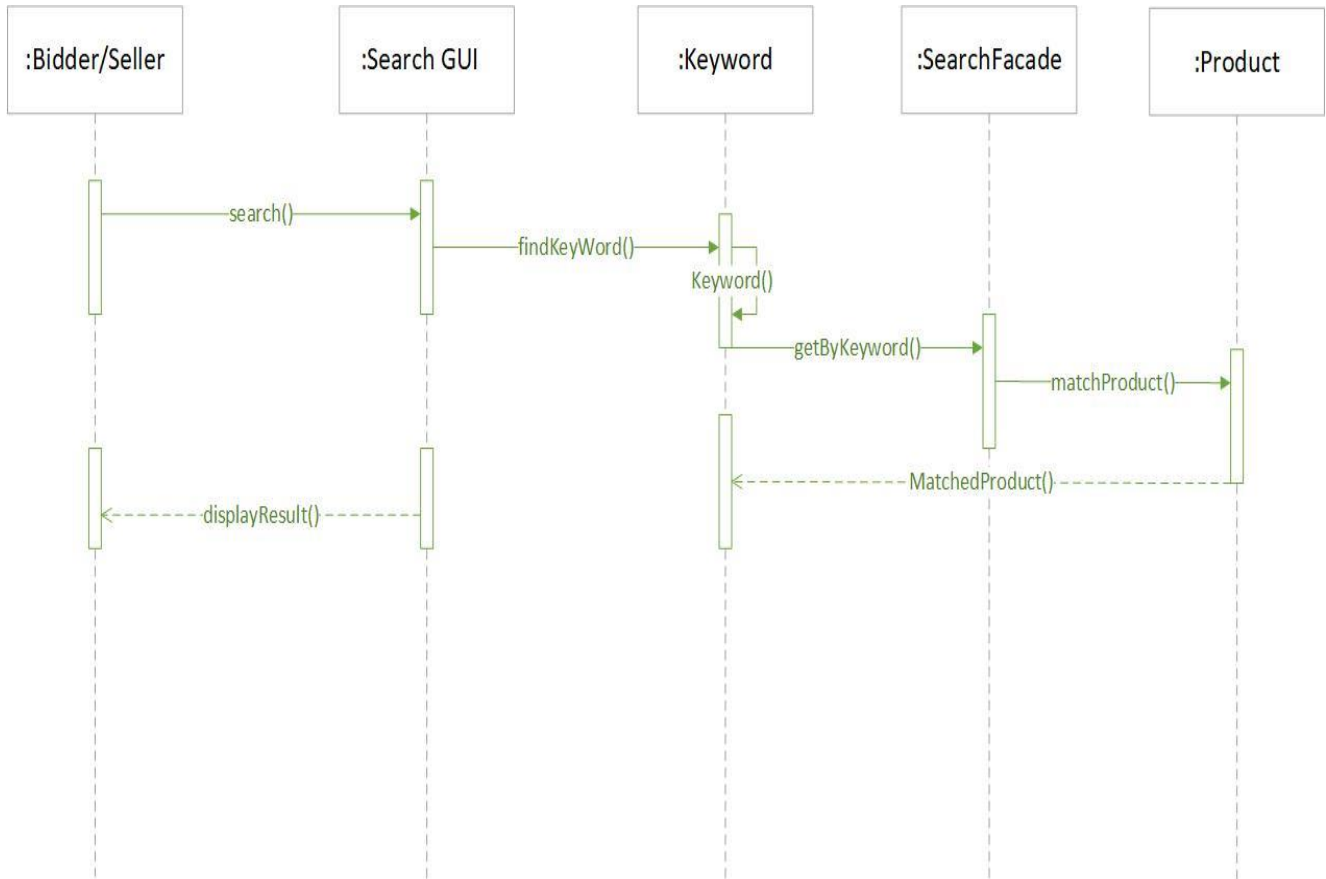 :Bidder/Seller
:Search GUI
:Keyword
:SearchFacade
:Product
search()
findKeyWord()
Keyword()
getByKeyword()
matchProduct()
MatchedProduct()
displayResult()